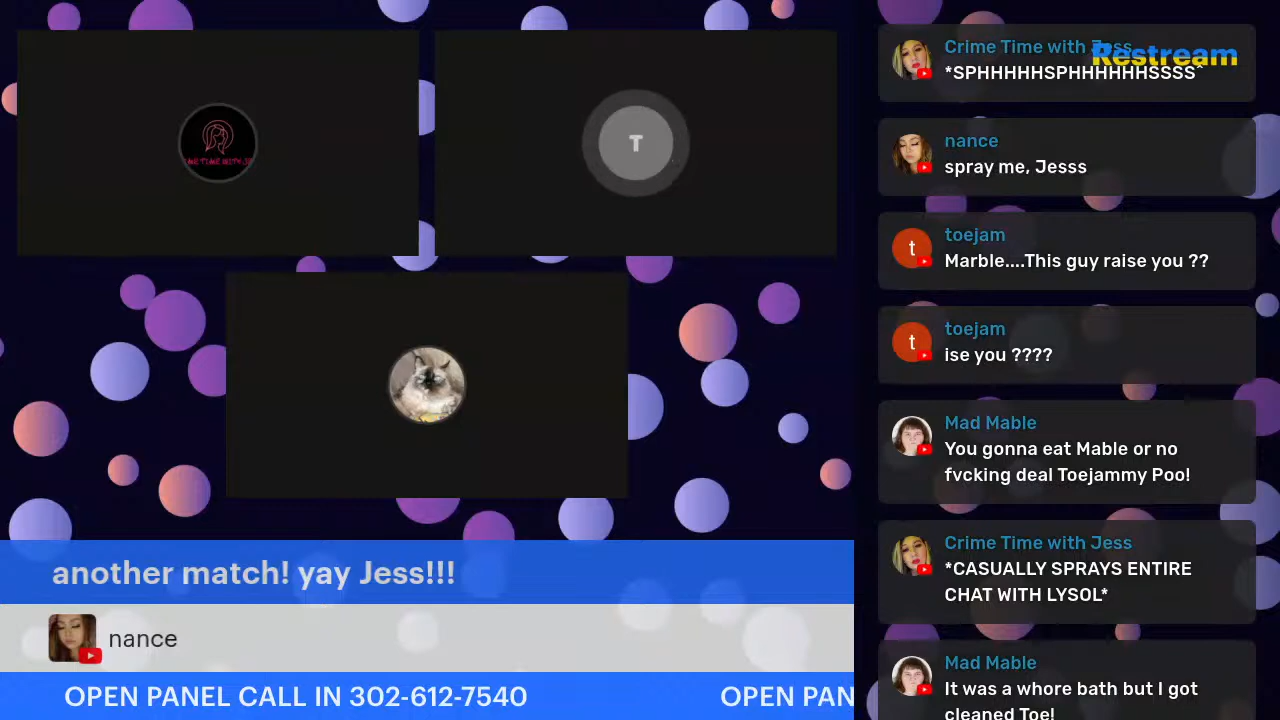 Crime Time with Jess
Restream
*SPHHHHHSPHHHHHHSSSS*
nance
spray me, Jesss
toejam
Marble....This guy raise you ??
toejam
ise you ????
Mad Mable
You gonna eat Mable or no
fvcking deal Toejammy Poo!
Crime Time with Jess
*CASUALLY SPRAYS ENTIRE
CHAT WITH LYSOL*
Mad Mable
It was a whore bath but I got
cleaned Toe!
T
t
t
another match! yay Jess!!!
nance
OPEN PANEL CALL IN 302-612-7540
OPEN PAN